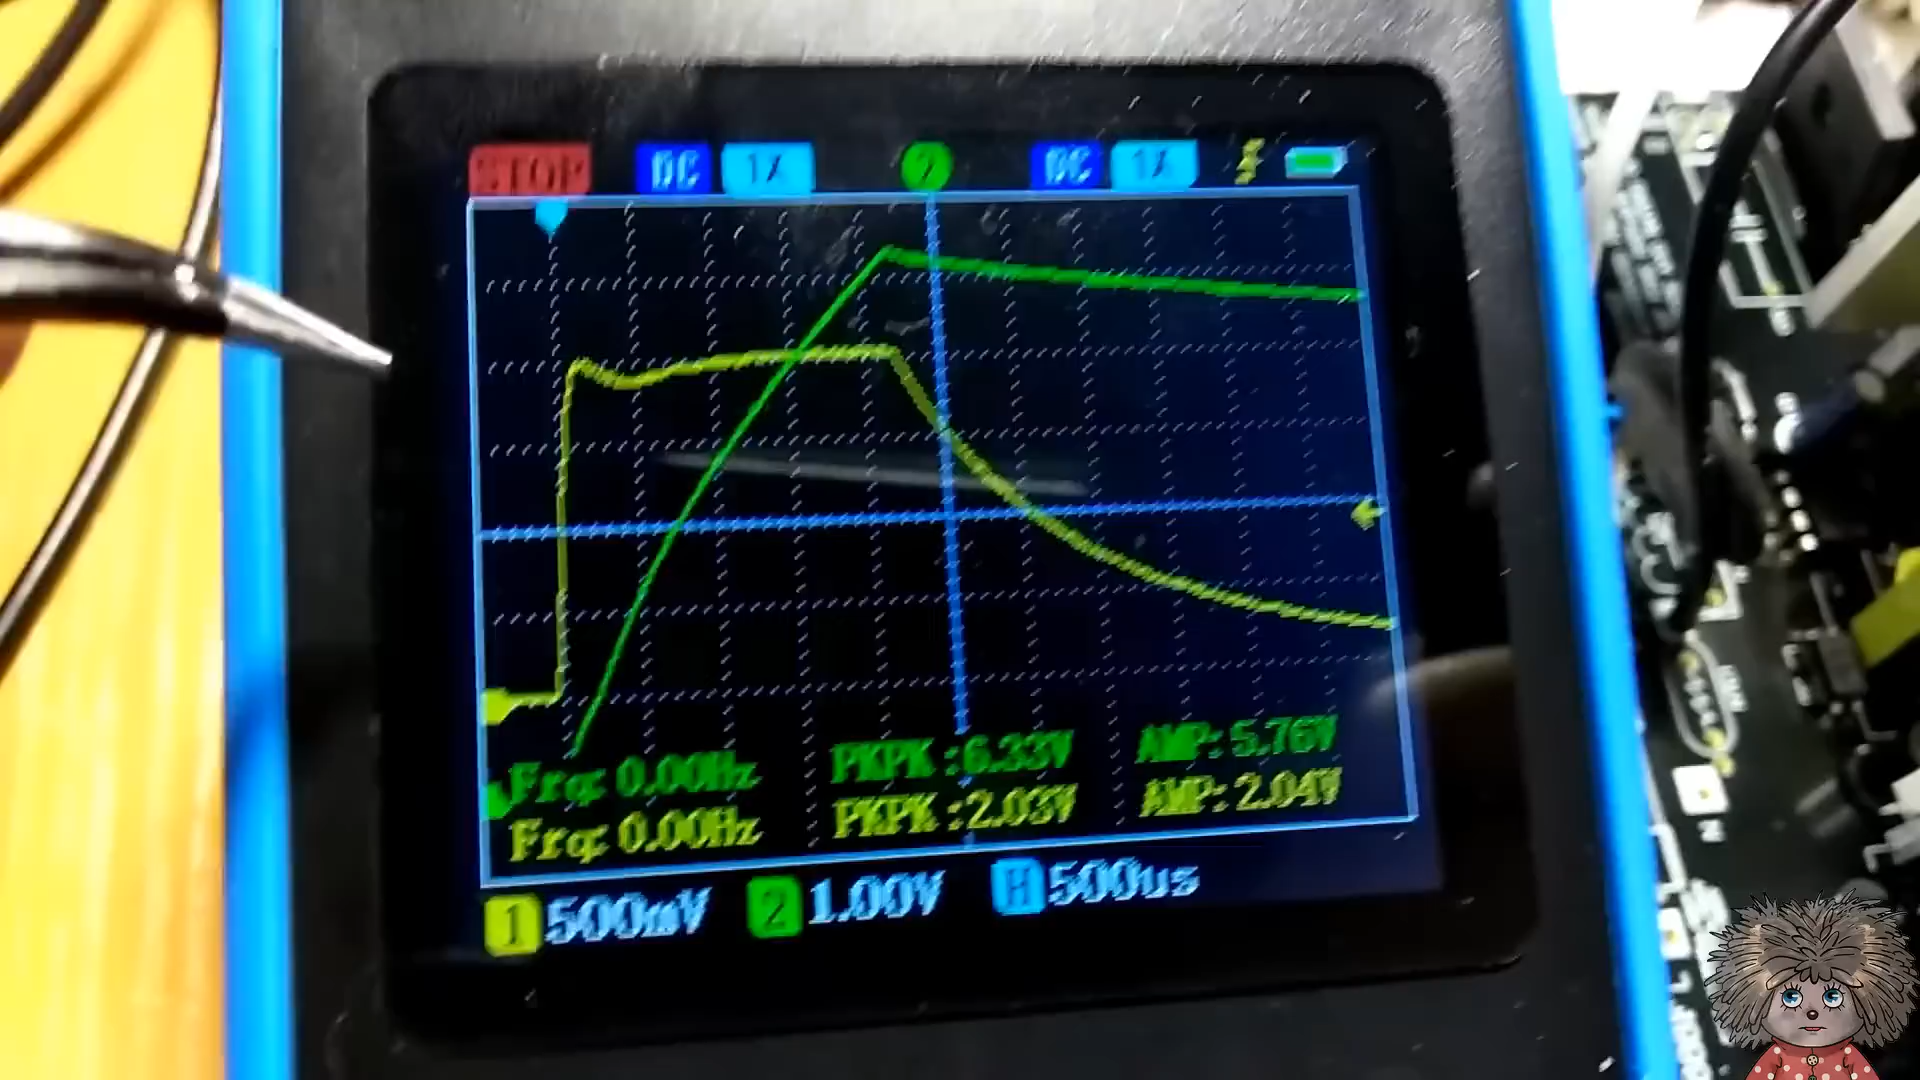 STOP DC 1X 2 DC 1X
Frq: 0.00Hz PKPK :6.33V AMP: 5.76V
Frq: 0.00Hz PKPK :2.03V AMP: 2.04V
1 500mV 2 1.00V H 500us